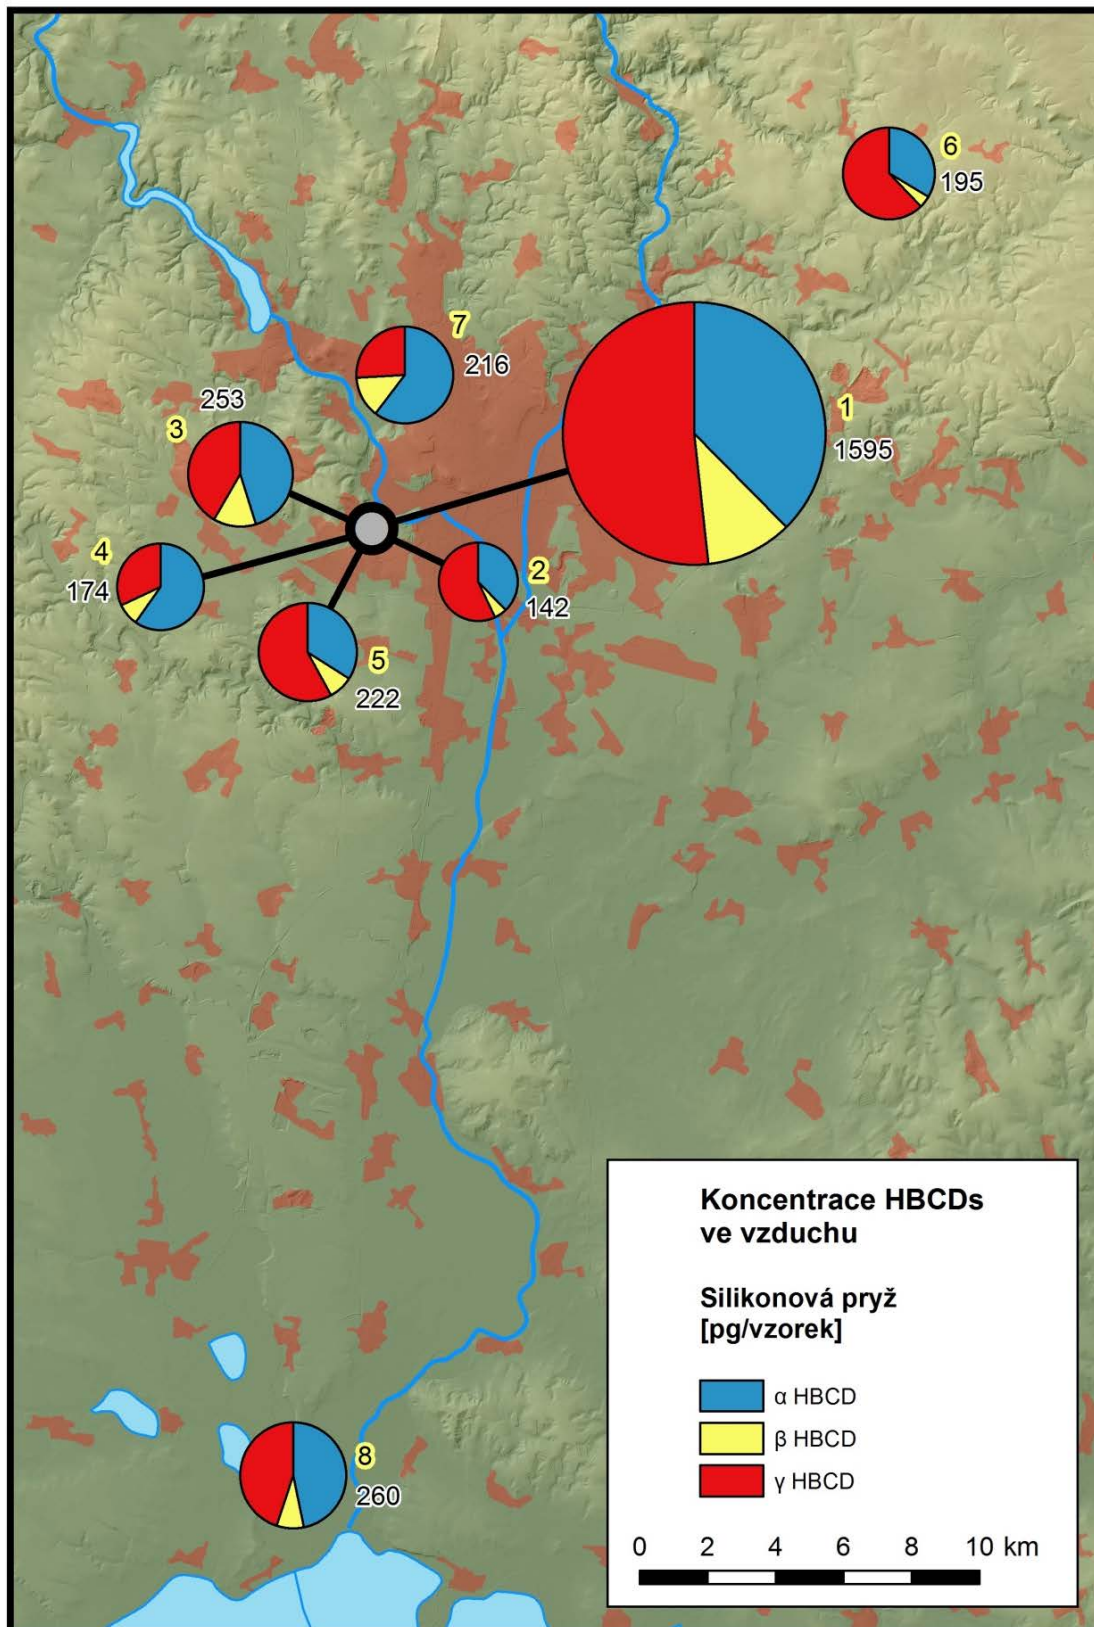 6
195
7
216
253
3
1
1595
4
174
2
142
5
222
Koncentrace HBCDs
ve vzduchu
Silikonová pryž
[pg/vzorek]
α HBCD
β HBCD
γ HBCD
8
260
0 2 4 6 8 10 km